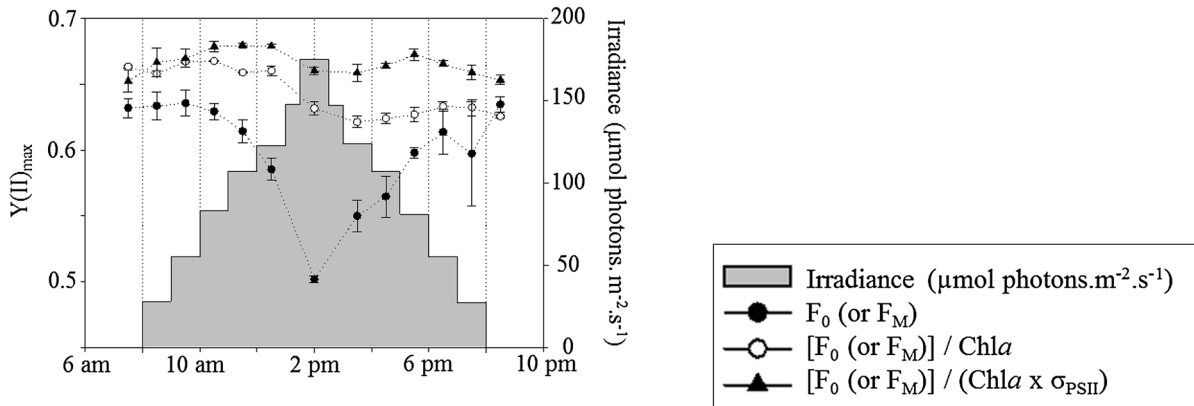 0.7
0.6
0.5
Y(II)max
200
150
100
50
0
Irradiance (µmol photons. m-2.s-1)
6 am
10 am
2 pm
6 pm
10 pm
Irradiance (µmol photons.m-2.s-1)
F0 (or FM)
[F0 (or FM)] / Chla
[F0 (or FM)] / (Chla x σPSII)